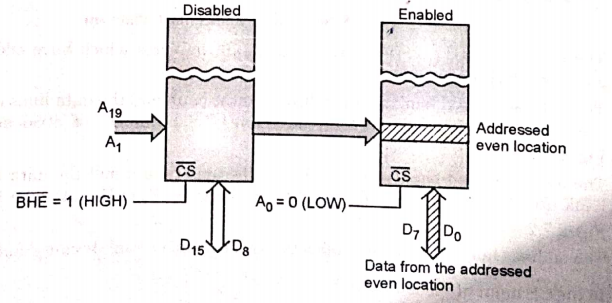 Disabled
Enabled
A19
A1
Addressed
even location
CS
CS
BHE = 1 (HIGH)
A0 = 0 (LOW)
D15 D8
D7 D0
Data from the addressed
even location